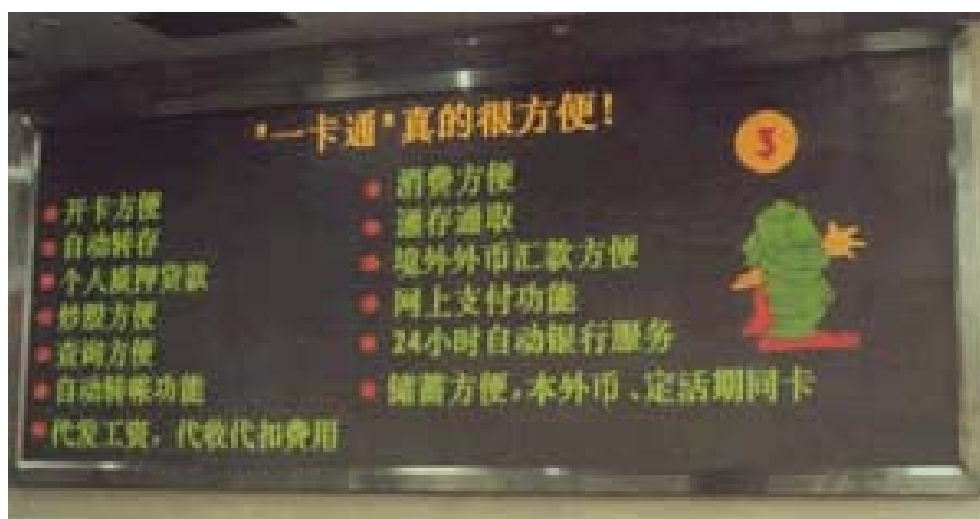 "一卡通"真的很方便!
开卡方便
自动转存
个人质押贷款
炒股方便
查询方便
自动转帐功能
代发工资，代收代扣费用
消费方便
通存通取
境外外币汇款方便
网上支付功能
24小时自动银行服务
储蓄方便，本外币、定活期同卡